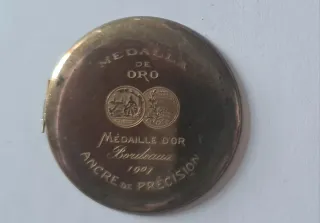 MEDALLA
DE
ORO
MÉDAILLE D'OR
Bordeaux
1907
ANCRE DE PRÉCISION